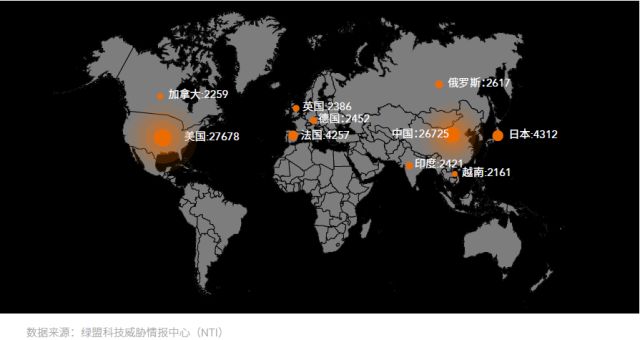 俄罗斯:2617
加拿大:2259
英国:2386
德国:2452
美国:27678
法国:4257
中国:26725
日本:4312
印度:2421
越南:2161
数据来源：绿盟科技威胁情报中心（NTI）